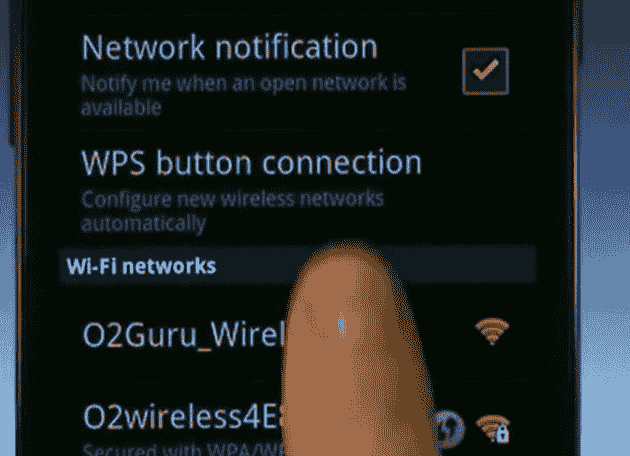 Network notification
Notify me when an open network is
available
WPS button connection
Configure new wireless networks
automatically
Wi-Fi networks
O2Guru_Wirel
O2wireless4E
Secured with WPA/WP